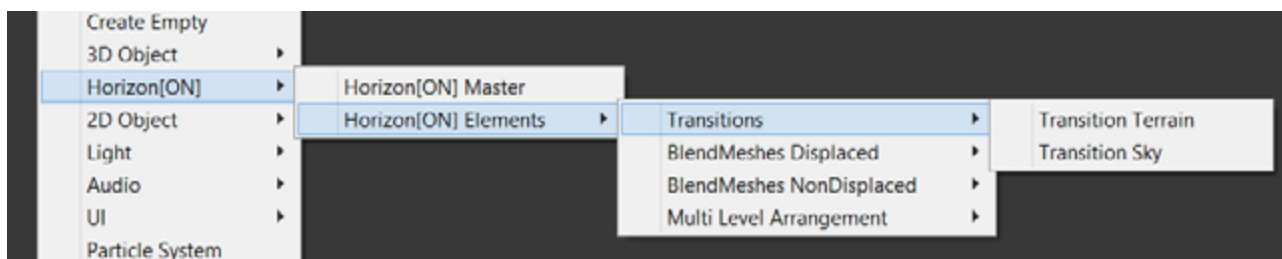 Create Empty
3D Object
Horizon[ON]
2D Object
Light
Audio
UI
Particle System
Horizon[ON] Master
Horizon[ON] Elements
Transitions
BlendMeshes Displaced
BlendMeshes NonDisplaced
Multi Level Arrangement
Transition Terrain
Transition Sky